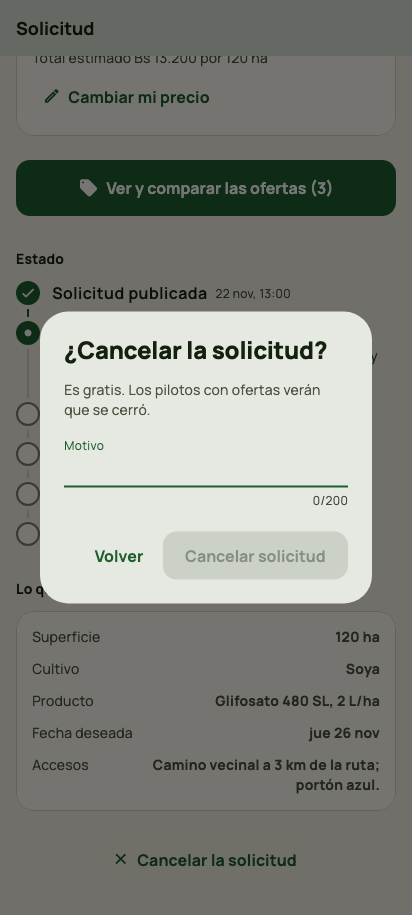 Solicitud
Total estimado Bs 13.200 por 120 ha
Cambiar mi precio
Ver y comparar las ofertas (3)
Estado
Solicitud publicada 22 nov, 13:00
¿Cancelar la solicitud?
y
Es gratis. Los pilotos con ofertas verán
que se cerró.
Motivo
0/200
Volver
Cancelar solicitud
Lo q
Superficie 120 ha
Cultivo Soya
Producto Glifosato 480 SL, 2 L/ha
Fecha deseada jue 26 nov
Accesos Camino vecinal a 3 km de la ruta;
portón azul.
Cancelar la solicitud